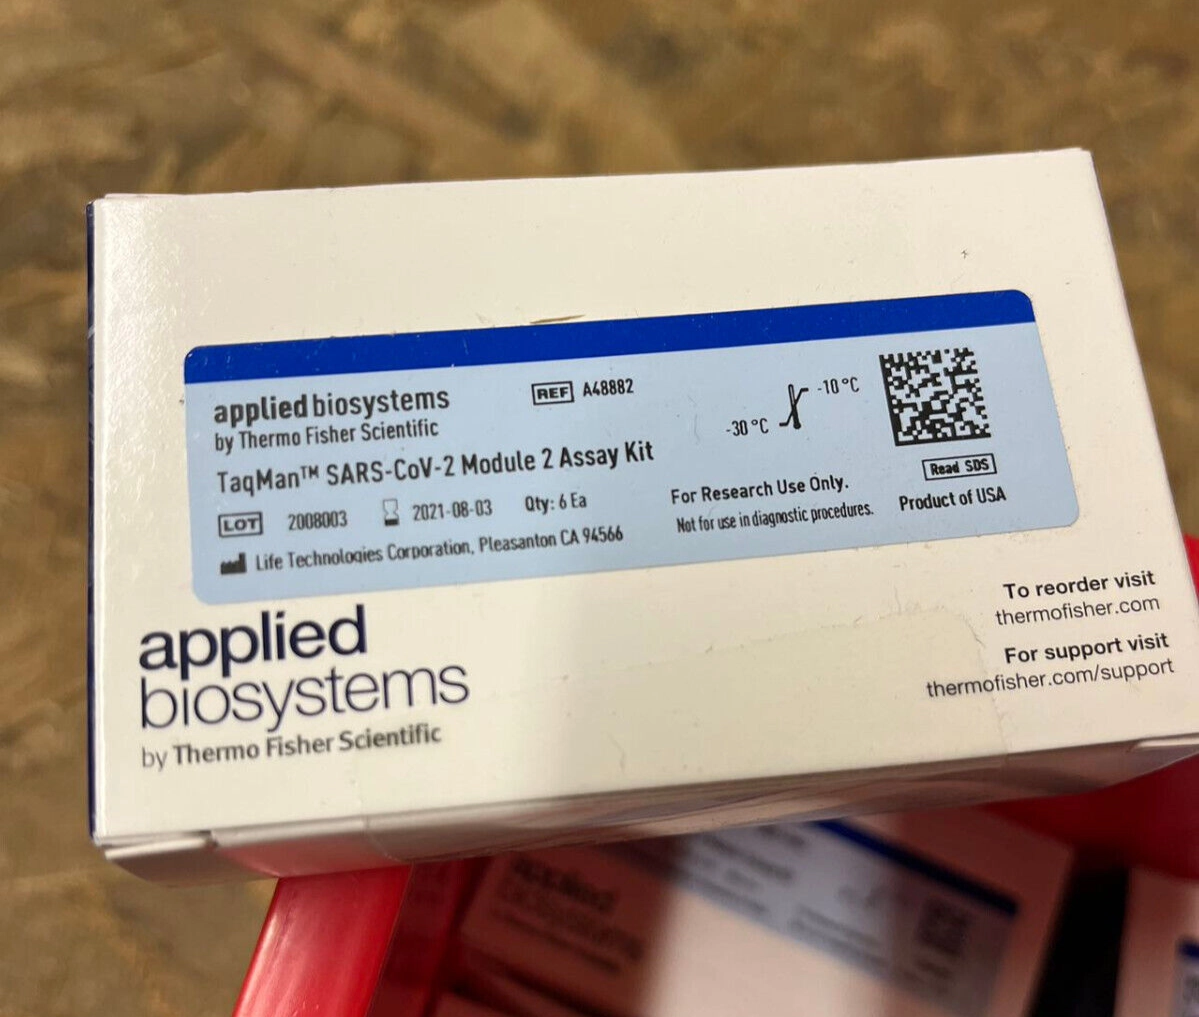 applied biosystems
by Thermo Fisher Scientific
REF A48882
-10°C
-30°C
TaqMan™ SARS-CoV-2 Module 2 Assay Kit
Read SDS
LOT 2008003 2021-08-03 Qty: 6 Ea
For Research Use Only.
Product of USA
Life Technologies Corporation, Pleasanton CA 94566
Not for use in diagnostic procedures.
applied
biosystems
by Thermo Fisher Scientific
To reorder visit
thermofisher.com
For support visit
thermofisher.com/support
applied
biosystems